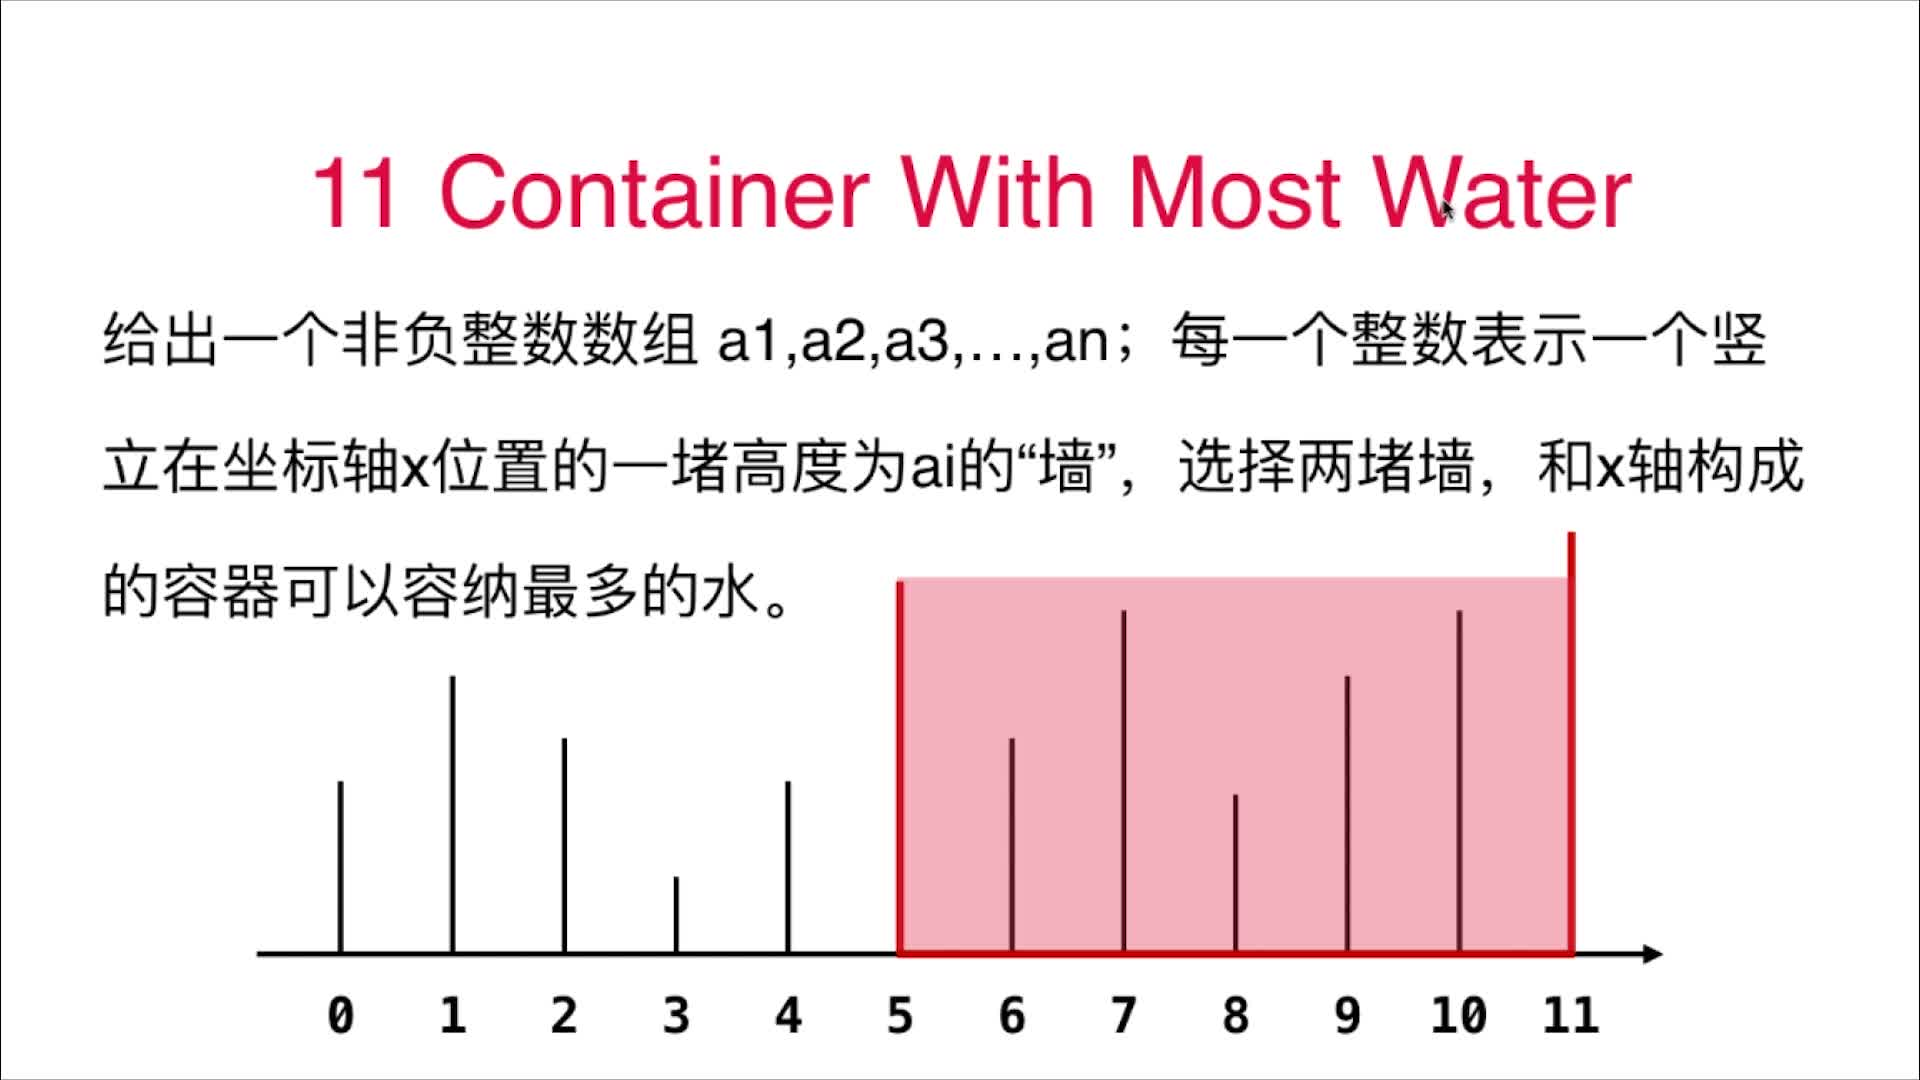 11 Container With Most Water
给出一个非负整数数组 a1,a2,a3,…,an；每一个整数表示一个竖
立在坐标轴x位置的一堵高度为ai的“墙”，选择两堵墙，和x轴构成
的容器可以容纳最多的水。
0 1 2 3 4 5 6 7 8 9 10 11